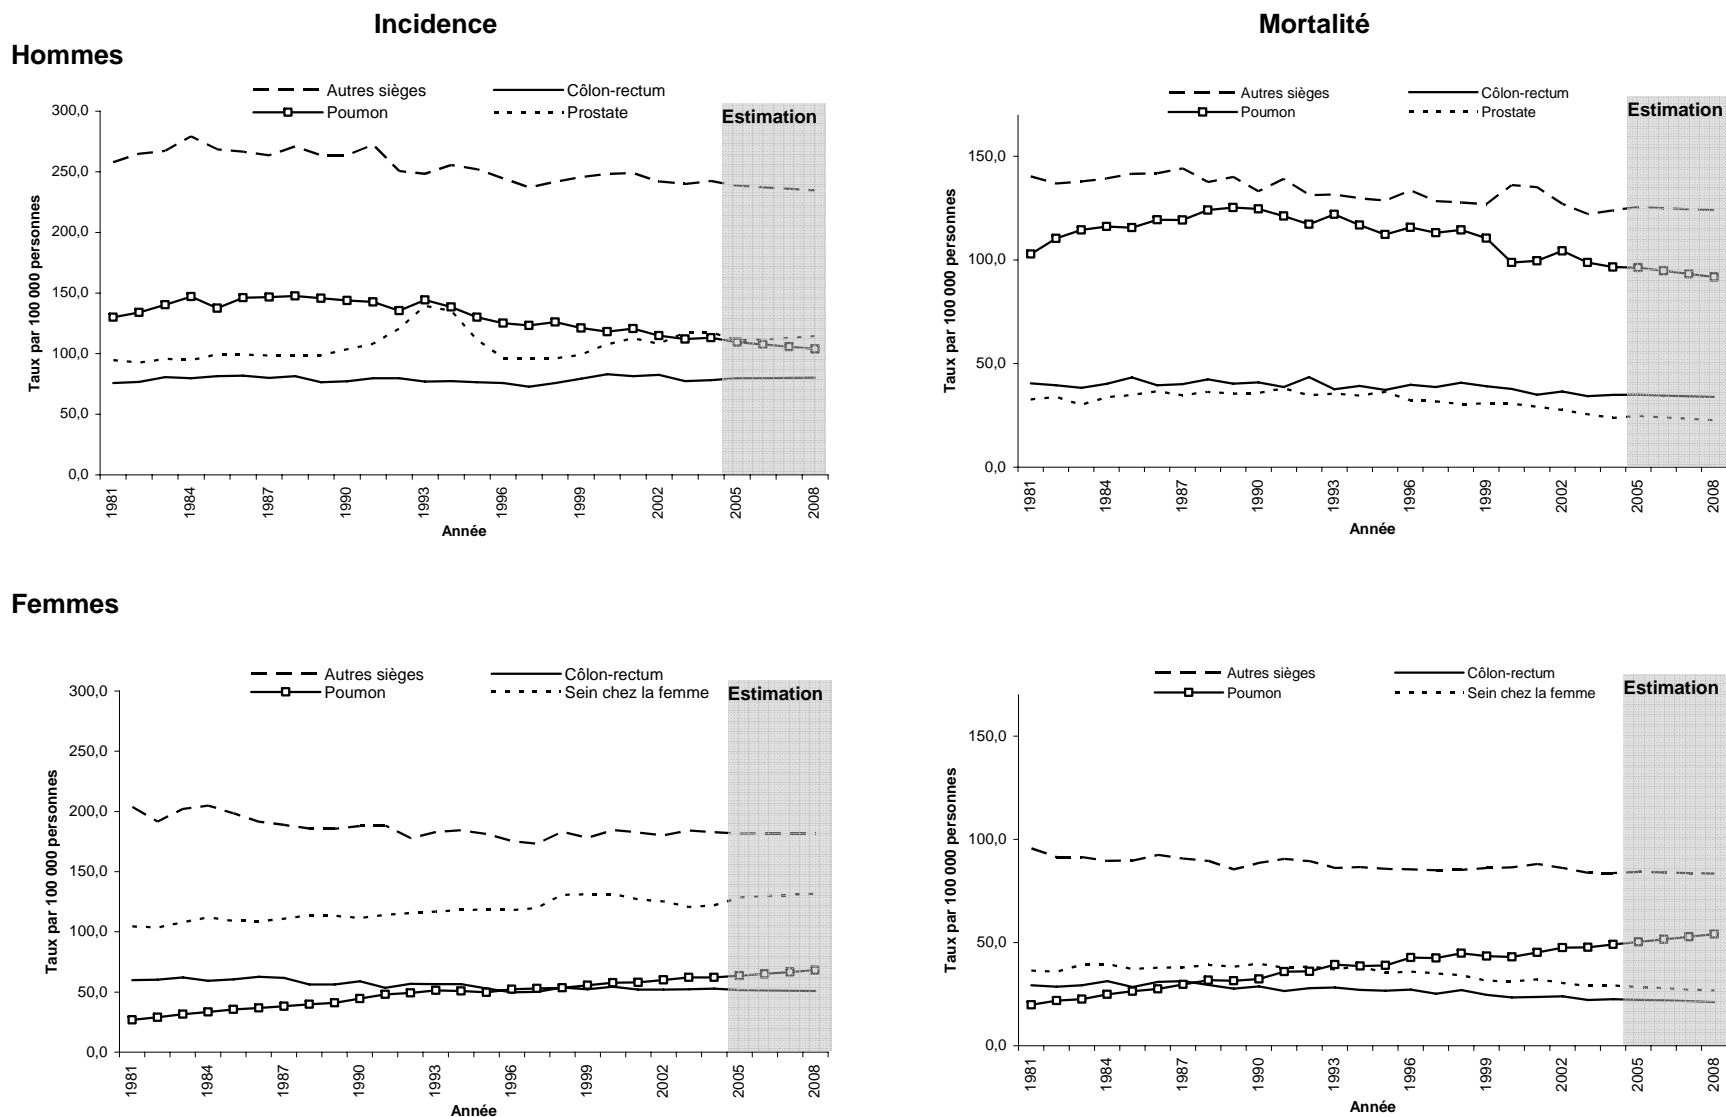 Incidence
Mortalité
Hommes
Autres sièges
Côlon-rectum
Poumon
Prostate
Estimation
300,0
250,0
200,0
150,0
100,0
50,0
0,0
Taux par 100 000 personnes
1981
1984
1987
1990
1993
1996
1999
2002
2005
2008
Année
Autres sièges
Côlon-rectum
Poumon
Prostate
Estimation
150,0
100,0
50,0
0,0
Taux par 100 000 personnes
1981
1984
1987
1990
1993
1996
1999
2002
2005
2008
Année
Femmes
Autres sièges
Côlon-rectum
Poumon
Sein chez la femme
Estimation
300,0
250,0
200,0
150,0
100,0
50,0
0,0
Taux par 100 000 personnes
1981
1984
1987
1990
1993
1996
1999
2002
2005
2008
Année
Autres sièges
Côlon-rectum
Poumon
Sein chez la femme
Estimation
150,0
100,0
50,0
0,0
Taux par 100 000 personnes
1981
1984
1987
1990
1993
1996
1999
2002
2005
2008
Année